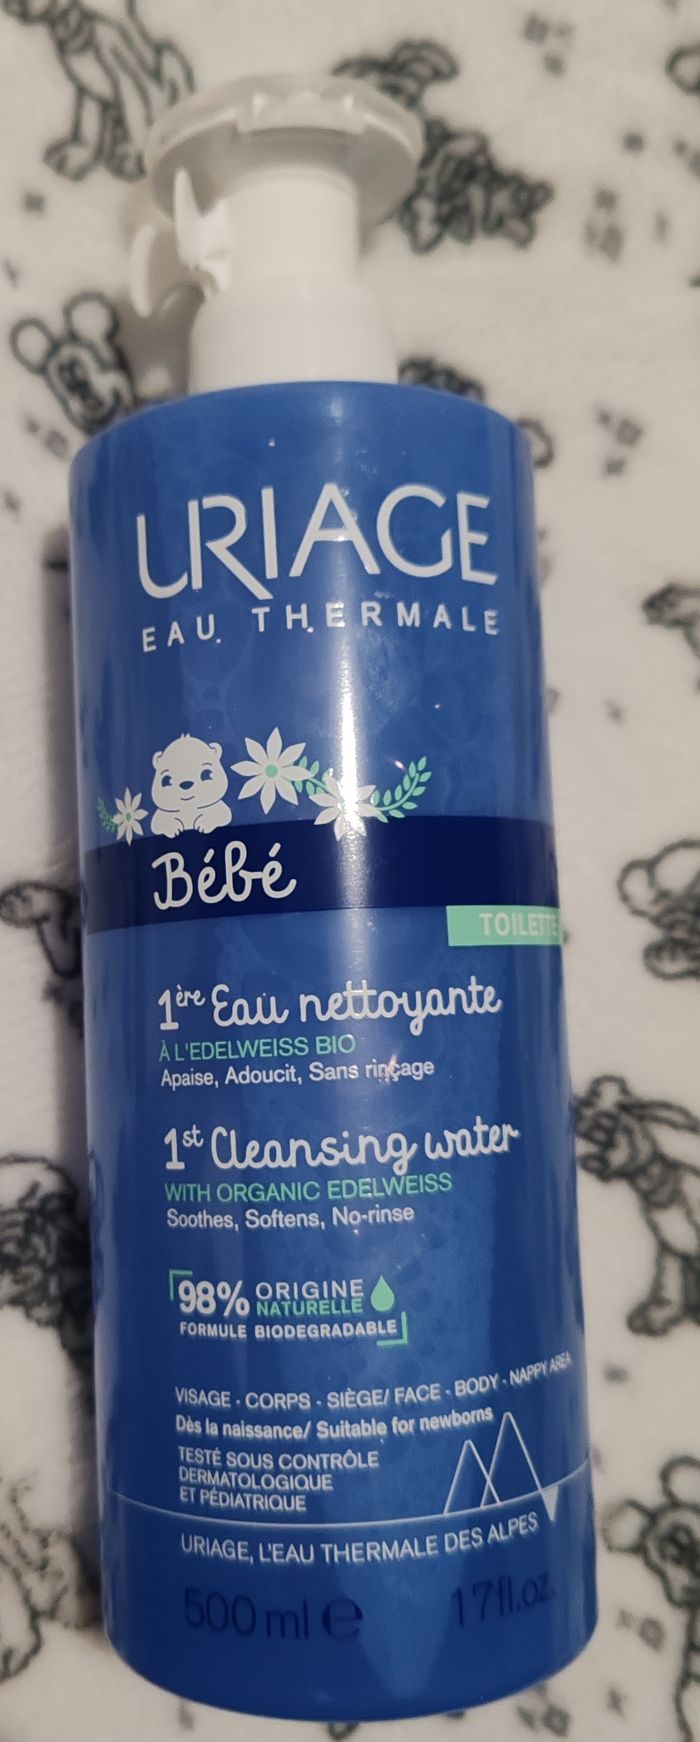 URIAGE
EAU THERMALE
Bébé
TOILETTE
1ère Eau nettoyante
À L'EDELWEISS BIO
Apaise, Adoucit, Sans rinçage
1st Cleansing water
WITH ORGANIC EDELWEISS
Soothes, Softens, No-rinse
98% ORIGINE
NATURELLE
FORMULE BIODEGRADABLE
VISAGE - CORPS - SIÈGE/ FACE - BODY - NAPPY AREA
Dès la naissance/ Suitable for newborns
TESTÉ SOUS CONTRÔLE
DERMATOLOGIQUE
ET PÉDIATRIQUE
URIAGE, L'EAU THERMALE DES ALPES
500 ml e 17fl.oz.